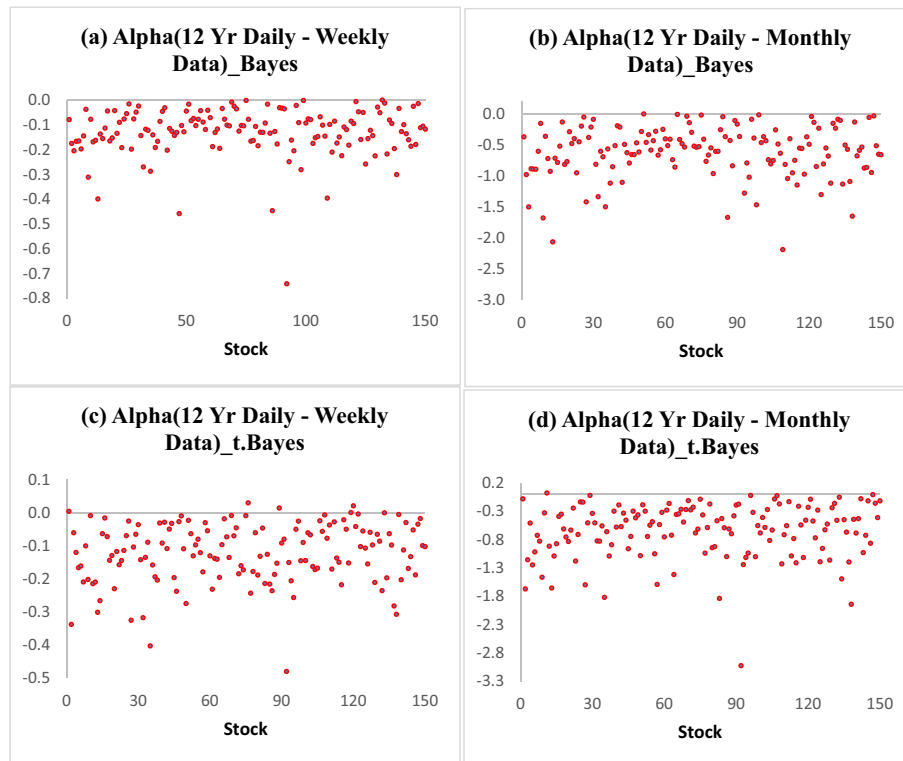 (a) Alpha(12 Yr Daily - Weekly
Data)_Bayes
0.0
-0.1
-0.2
-0.3
-0.4
-0.5
-0.6
-0.7
-0.8
0 50 100 150
Stock
(b) Alpha(12 Yr Daily - Monthly
Data)_Bayes
0.0
-0.5
-1.0
-1.5
-2.0
-2.5
-3.0
0 30 60 90 120 150
Stock
(c) Alpha(12 Yr Daily - Weekly
Data)_t.Bayes
0.1
0.0
-0.1
-0.2
-0.3
-0.4
-0.5
0 30 60 90 120 150
Stock
(d) Alpha(12 Yr Daily - Monthly
Data)_t.Bayes
0.2
-0.3
-0.8
-1.3
-1.8
-2.3
-2.8
-3.3
0 30 60 90 120 150
Stock